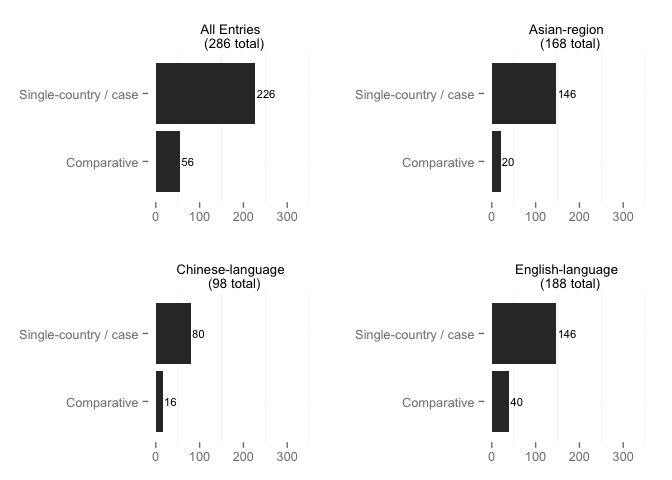 All Entries
(286 total)
Single-country / case
226
Comparative
56
0 100 200 300
Asian-region
(168 total)
Single-country / case
146
Comparative
20
0 100 200 300
Chinese-language
(98 total)
Single-country / case
80
Comparative
16
0 100 200 300
English-language
(188 total)
Single-country / case
146
Comparative
40
0 100 200 300